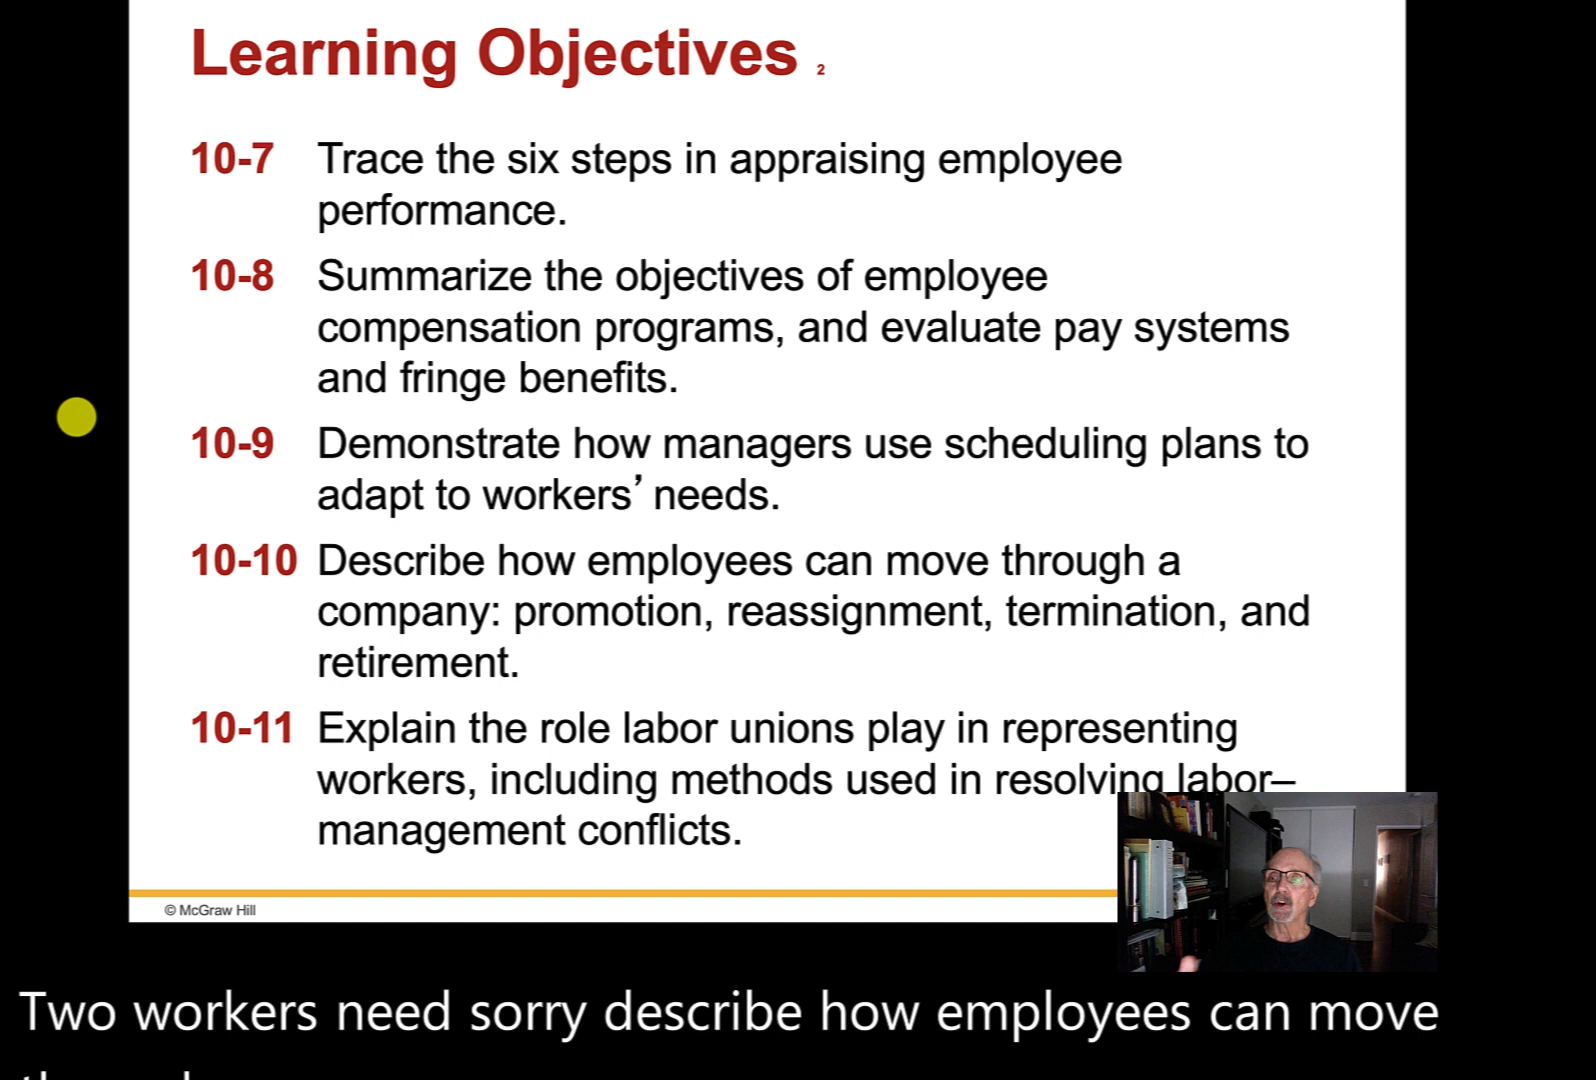 Learning Objectives 2
10-7 Trace the six steps in appraising employee
performance.
10-8 Summarize the objectives of employee
compensation programs, and evaluate pay systems
and fringe benefits.
10-9 Demonstrate how managers use scheduling plans to
adapt to workers’ needs.
10-10 Describe how employees can move through a
company: promotion, reassignment, termination, and
retirement.
10-11 Explain the role labor unions play in representing
workers, including methods used in resolving labor–
management conflicts.
© McGraw Hill
Two workers need sorry describe how employees can move